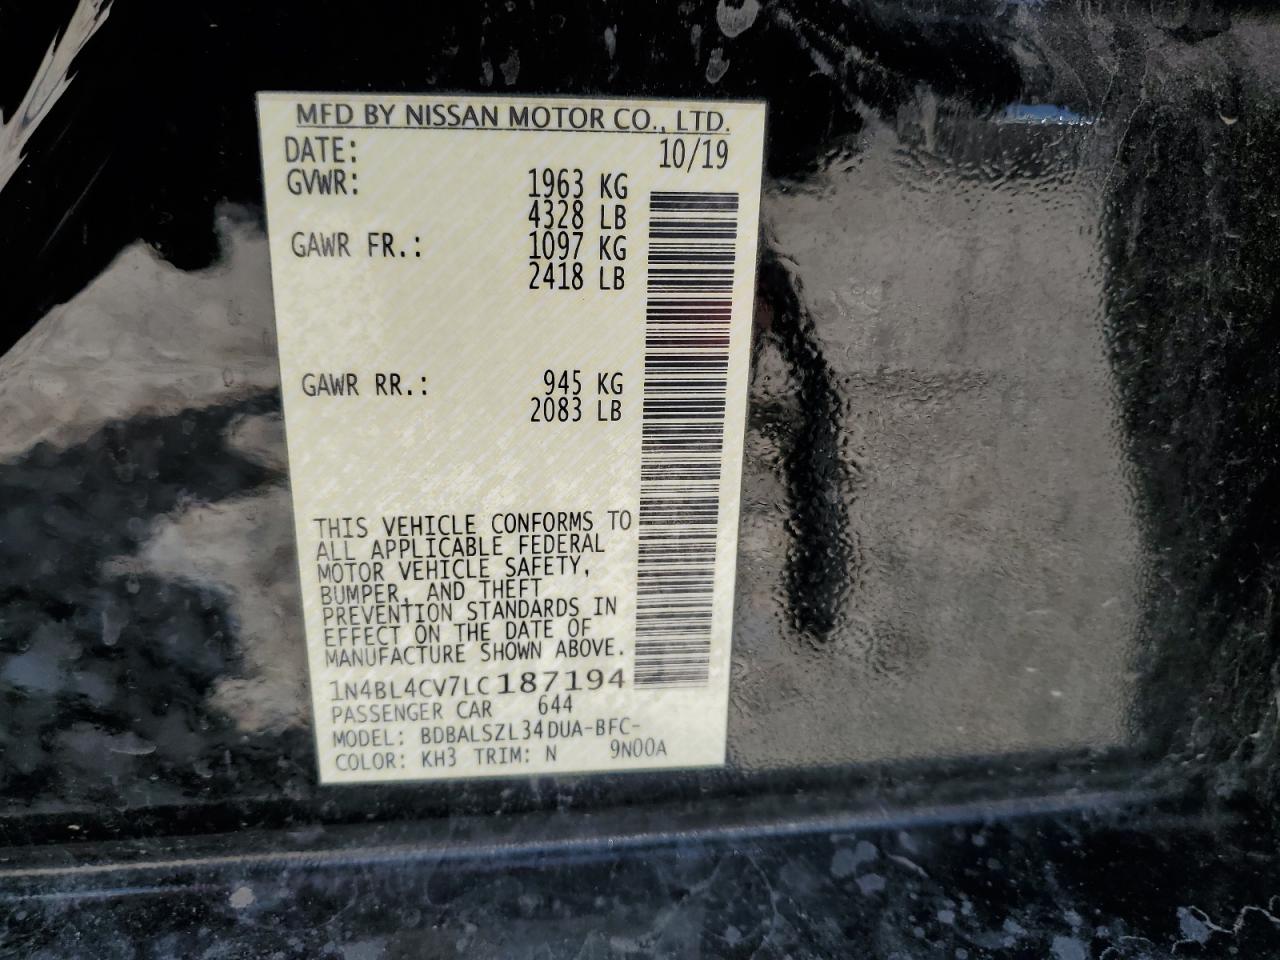 MFD BY NISSAN MOTOR CO., LTD.
DATE: 10/19
GVWR: 1963 KG
4328 LB
GAWR FR.: 1097 KG
2418 LB
GAWR RR.: 945 KG
2083 LB
THIS VEHICLE CONFORMS TO
ALL APPLICABLE FEDERAL
MOTOR VEHICLE SAFETY,
BUMPER, AND THEFT
PREVENTION STANDARDS IN
EFFECT ON THE DATE OF
MANUFACTURE SHOWN ABOVE.
1N4BL4CV7LC187194
PASSENGER CAR 644
MODEL: BDBALSZL34DUA-BFC-
COLOR: KH3 TRIM: N 9N00A